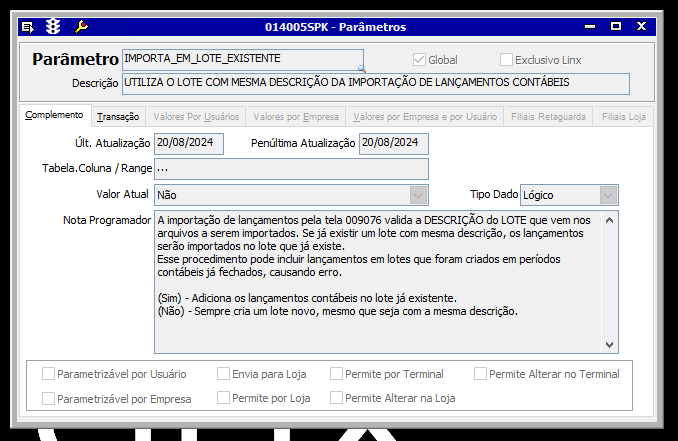 014005SPK - Parâmetros
Parâmetro IMPORTA_EM_LOTE_EXISTENTE Global Exclusivo Linx
Descrição UTILIZA O LOTE COM MESMA DESCRIÇÃO DA IMPORTAÇÃO DE LANÇAMENTOS CONTÁBEIS
Complemento Transação Valores Por Usuários Valores por Empresa Valores por Empresa e por Usuário Filiais Retaguarda Filiais Loja
Últ. Atualização 20/08/2024 Penúltima Atualização 20/08/2024
Tabela.Coluna / Range ...
Valor Atual Não Tipo Dado Lógico
Nota Programador A importação de lançamentos pela tela 009076 valida a DESCRIÇÃO do LOTE que vem nos
arquivos a serem importados. Se já existir um lote com mesma descrição, os lançamentos
serão importados no lote que já existe.
Esse procedimento pode incluir lançamentos em lotes que foram criados em períodos
contábeis já fechados, causando erro.
(Sim) - Adiciona os lançamentos contábeis no lote já existente.
(Não) - Sempre cria um lote novo, mesmo que seja com a mesma descrição.
Parametrizável por Usuário Envia para Loja Permite por Terminal Permite Alterar no Terminal
Parametrizável por Empresa Permite por Loja Permite Alterar na Loja